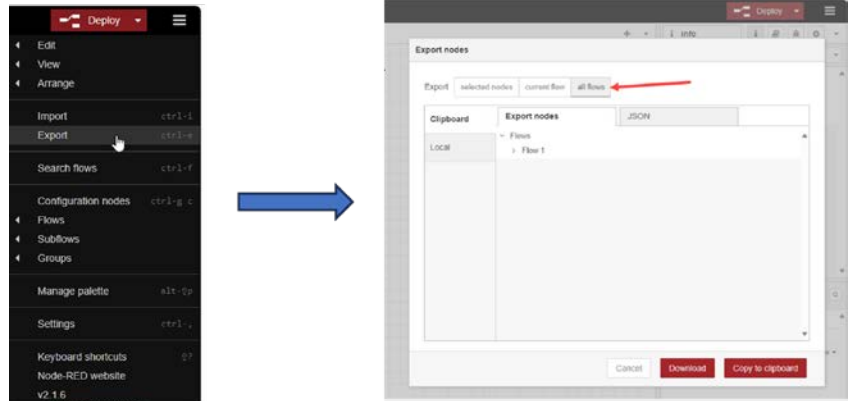 Deploy
Edit
View
Arrange
Import ctrl-i
Export ctrl-e
Search flows ctrl-f
Configuration nodes ctrl-g c
Flows
Subflows
Groups
Manage palette alt-⇧p
Settings ctrl-,
Keyboard shortcuts ⇧?
Node-RED website
v2.1.6
Deploy
i info
Export nodes
Export selected nodes current flow all flows
Clipboard Export nodes JSON
Local
Flows
Flow 1
Cancel Download Copy to clipboard